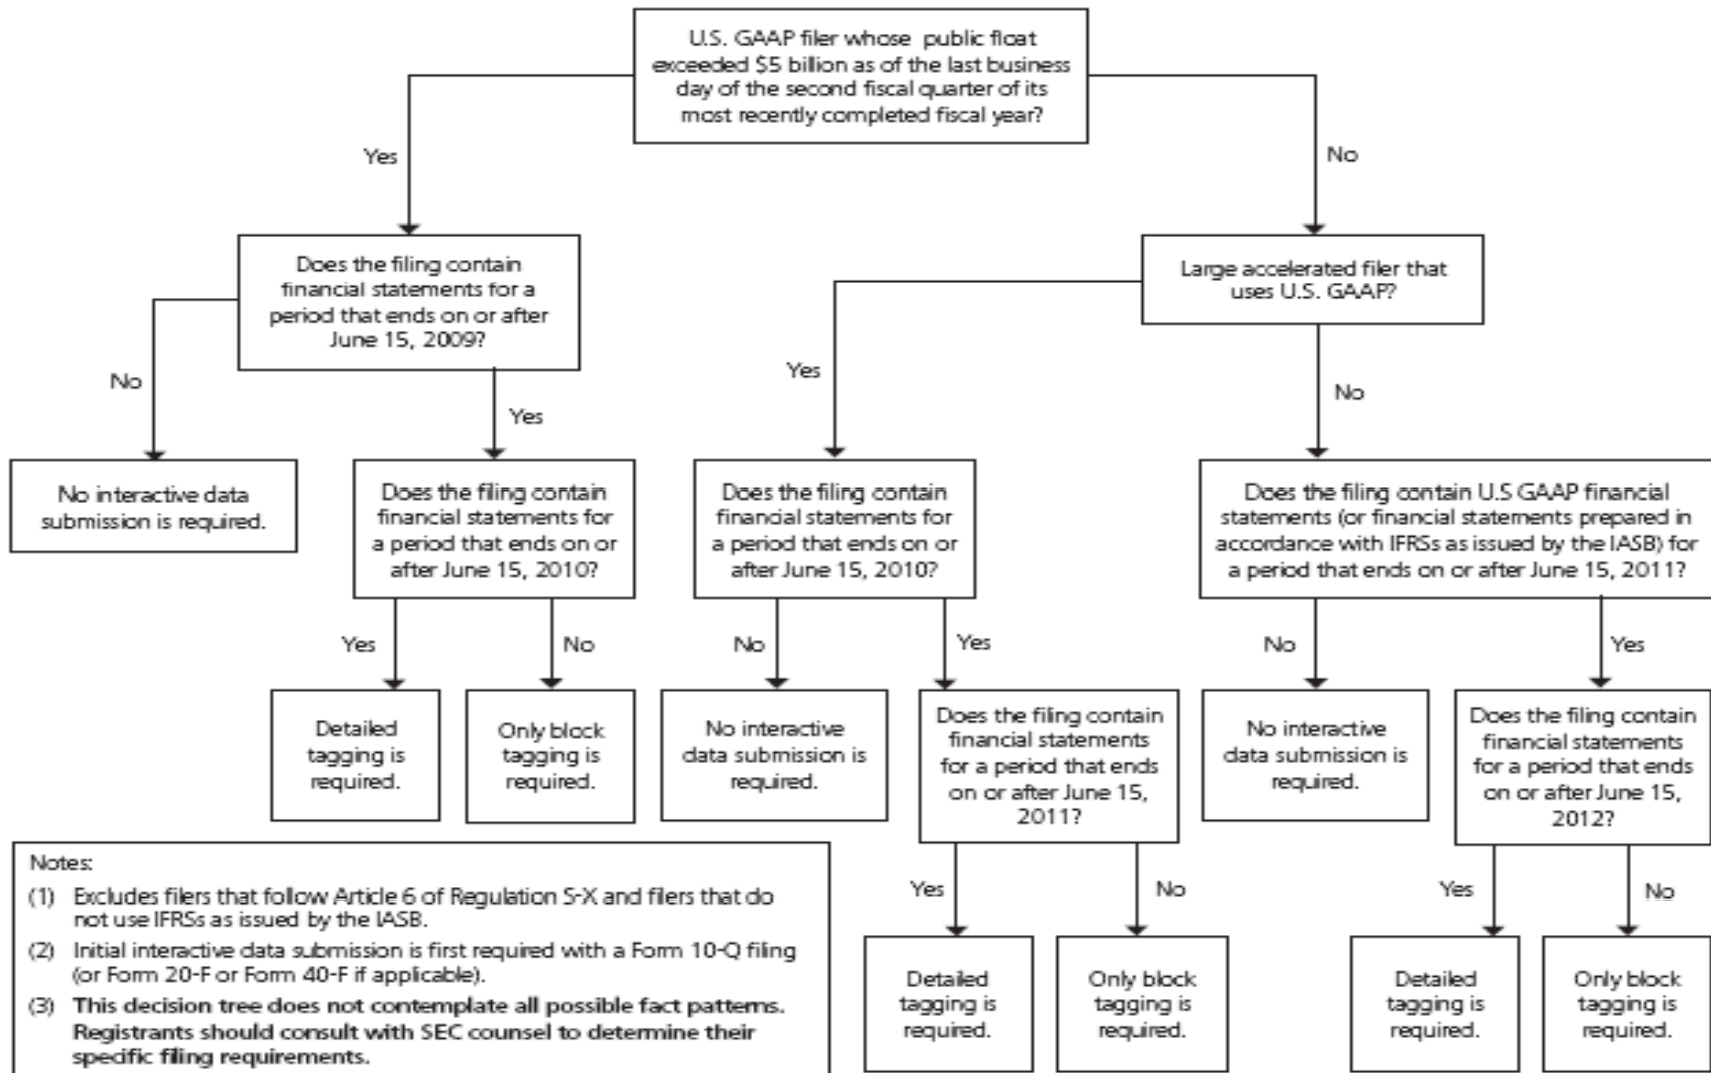 U.S. GAAP filer whose public float
exceeded $5 billion as of the last business
day of the second fiscal quarter of its
most recently completed fiscal year?
Yes
No
Does the filing contain
financial statements for a
period that ends on or after
June 15, 2009?
Large accelerated filer that
uses U.S. GAAP?
No
Yes
Yes
No
No interactive data
submission is required.
Does the filing contain
financial statements for
a period that ends on or
after June 15, 2010?
Does the filing contain
financial statements for
a period that ends on or
after June 15, 2010?
Does the filing contain U.S GAAP financial
statements (or financial statements prepared in
accordance with IFRSs as issued by the IASB) for
a period that ends on or after June 15, 2011?
Yes
No
No
Yes
No
Yes
Detailed
tagging is
required.
Only block
tagging is
required.
No interactive
data submission is
required.
Does the filing contain
financial statements
for a period that ends
on or after June 15,
2011?
No interactive
data submission is
required.
Does the filing contain
financial statements
for a period that ends
on or after June 15,
2012?
Yes
No
Yes
No
Detailed
tagging is
required.
Only block
tagging is
required.
Detailed
tagging is
required.
Only block
tagging is
required.
Notes:
(1) Excludes filers that follow Article 6 of Regulation S-X and filers that do
not use IFRSs as issued by the IASB.
(2) Initial interactive data submission is first required with a Form 10-Q filing
(or Form 20-F or Form 40-F if applicable).
(3) This decision tree does not contemplate all possible fact patterns.
Registrants should consult with SEC counsel to determine their
specific filing requirements.